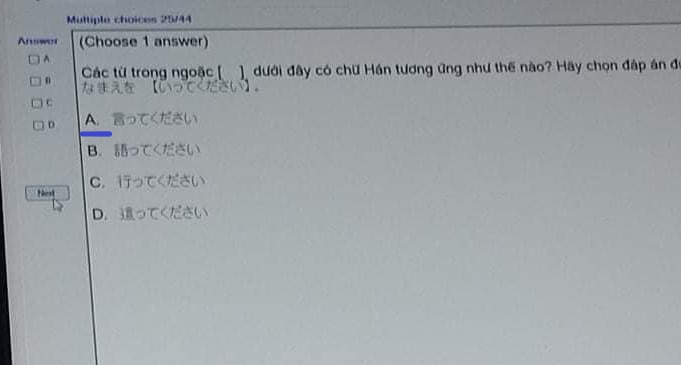 Multiple choices 25/44
Answer
(Choose 1 answer)
A
B
C
D
Các từ trong ngoặc [ ], dưới đây có chữ Hán tương ứng như thế nào? Hãy chọn đáp án
なまえを 【いってください】.
A. 言ってください
B. 語ってください
C. 行ってください
D. 這ってください
Next